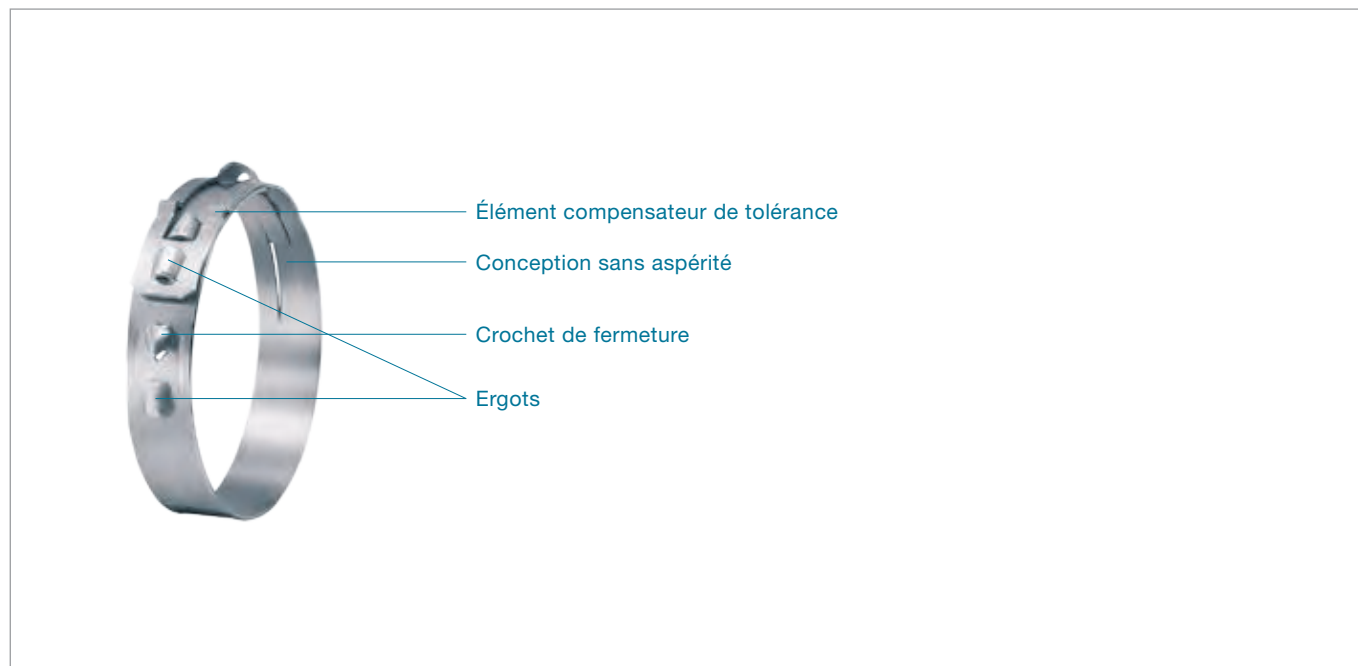 Élément compensateur de tolérance
Conception sans aspérité
Crochet de fermeture
Ergots